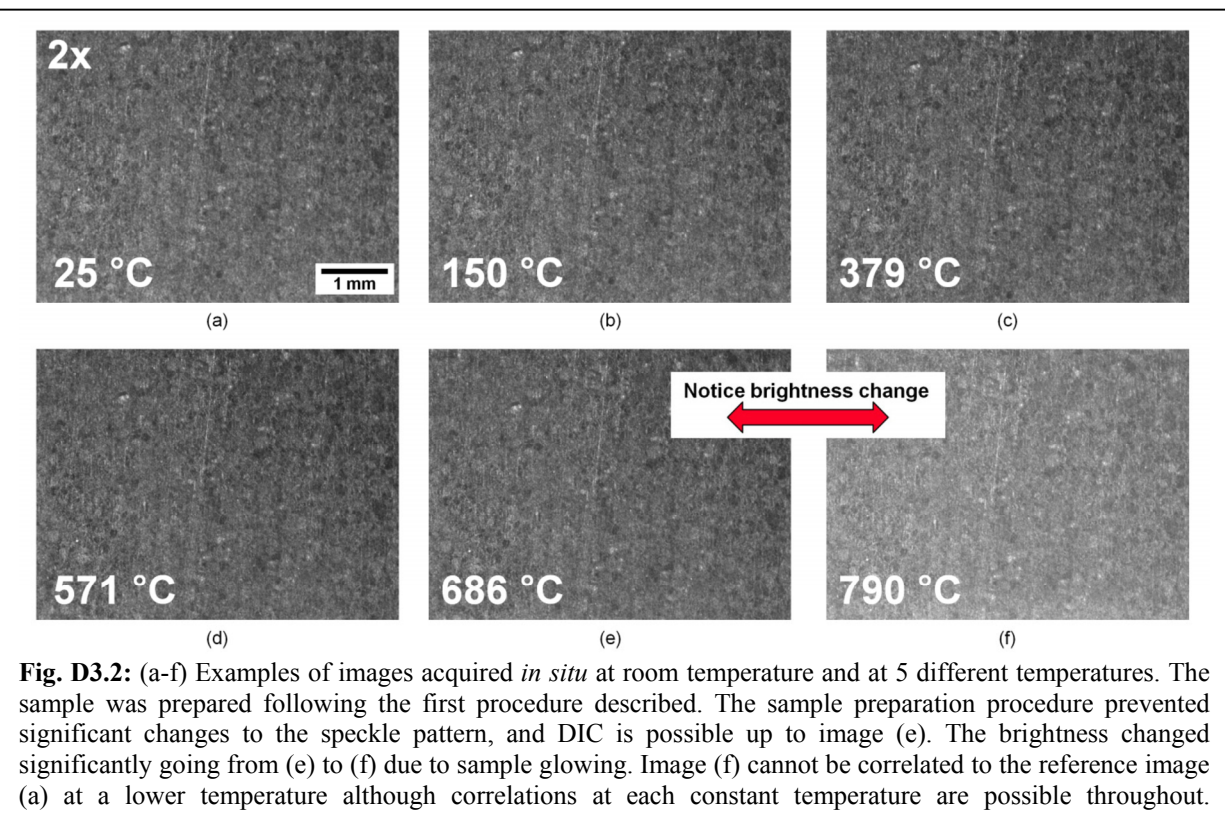 2x
25 °C
1 mm
150 °C
379 °C
(a)
(b)
(c)
Notice brightness change
571 °C
686 °C
790 °C
(d)
(e)
(f)
Fig. D3.2: (a-f) Examples of images acquired in situ at room temperature and at 5 different temperatures. The
sample was prepared following the first procedure described. The sample preparation procedure prevented
significant changes to the speckle pattern, and DIC is possible up to image (e). The brightness changed
significantly going from (e) to (f) due to sample glowing. Image (f) cannot be correlated to the reference image
(a) at a lower temperature although correlations at each constant temperature are possible throughout.